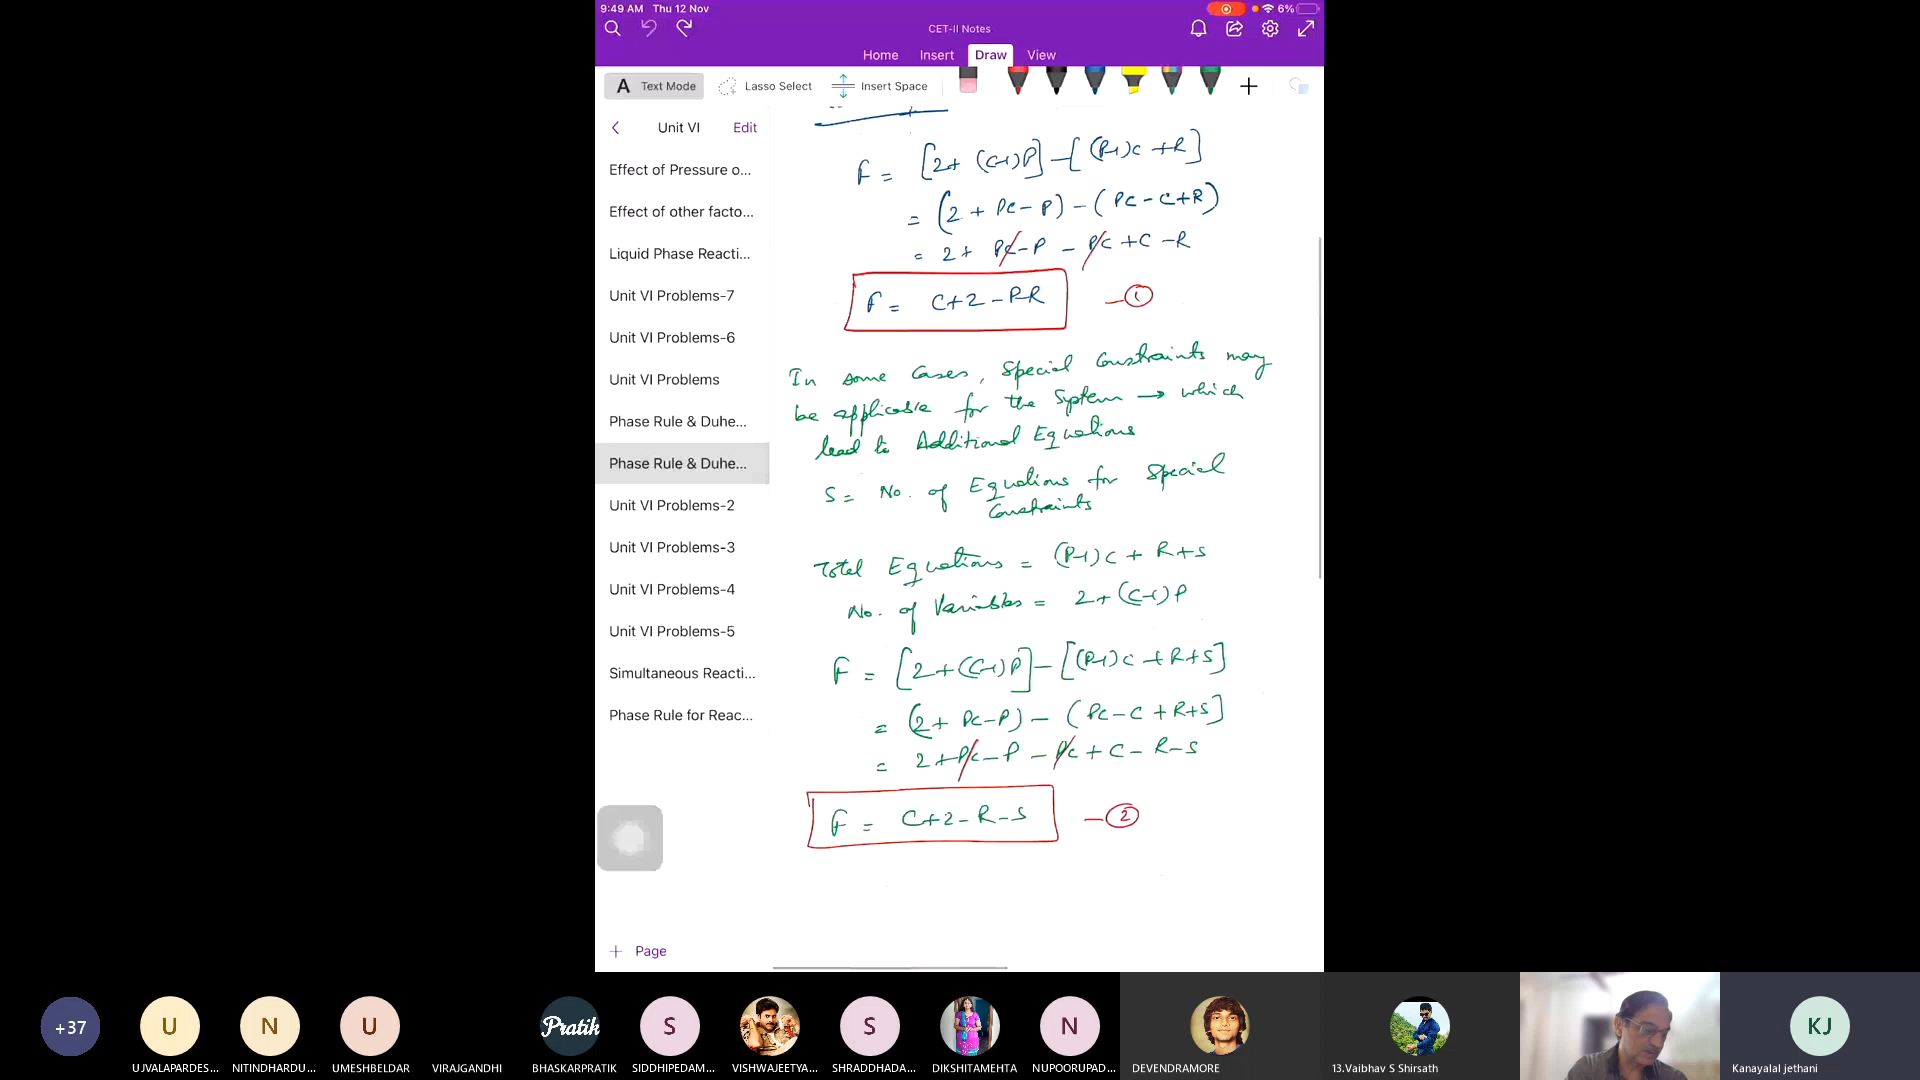 9:49 AM Thu 12 Nov
6%
CET-II Notes
Home Insert Draw View
A Text Mode Lasso Select Insert Space
Unit VI Edit
Effect of Pressure o...
Effect of other facto...
Liquid Phase Reacti...
Unit VI Problems-7
Unit VI Problems-6
Unit VI Problems
Phase Rule & Duhe...
Phase Rule & Duhe...
Unit VI Problems-2
Unit VI Problems-3
Unit VI Problems-4
Unit VI Problems-5
Simultaneous Reacti...
Phase Rule for Reac...
+ Page
F = [2+ (C-1)P] - [(P-1)C + R]
= (2 + PC - P) - (PC - C + R)
= 2 + PC - P - PC + C - R
F = C+2-P-R - ①
In some Cases, Special Constraints may
be applicable for the System → which
lead to Additional Equations
S = No. of Equations for Special
Constraints
Total Equations = (P-1)C + R+S
No. of Variables = 2+(C-1)P
F = [2+(C-1)P] - [(P-1)C + R+S]
= (2+ PC-P) - (PC-C + R+S]
= 2+PC-P - PC + C - R-S
F = C+2-R-S - ②
+37
U N U Pratik S S N KJ
UJVALAPARDES... NITINDHARDU... UMESHBELDAR VIRAJGANDHI BHASKARPRATIK SIDDHIPEDAM... VISHWAJEETYA... SHRADDHADA... DIKSHITAMEHTA NUPOORUPAD... DEVENDRAMORE 13.Vaibhav S Shirsath Kanayalal jethani